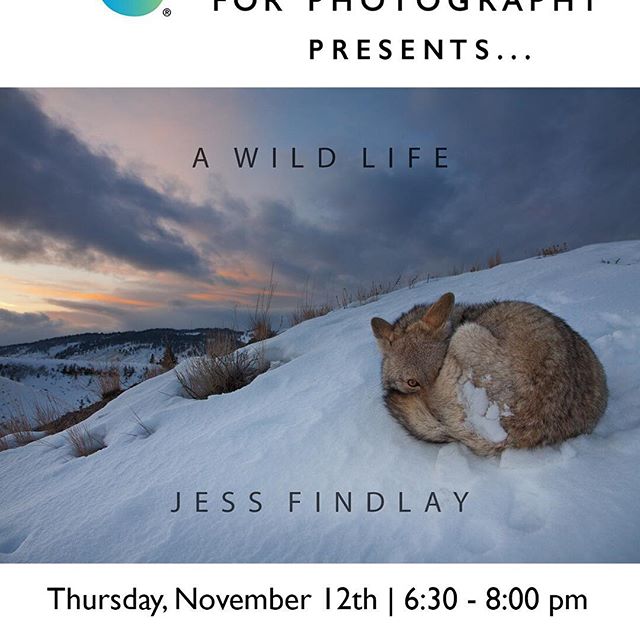 ®
FOR PHOTOGRAPHY
PRESENTS...
A WILD LIFE
JESS FINDLAY
Thursday, November 12th | 6:30 - 8:00 pm